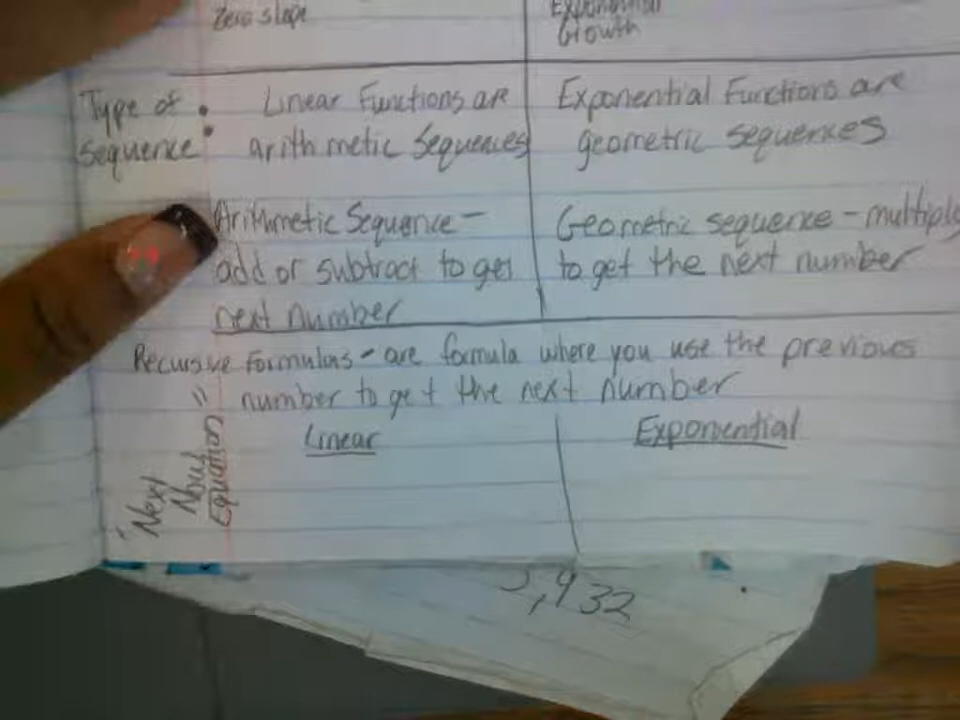 Zero slope
Exponential
Growth
Type of :
Sequence
Linear Functions are
arithmetic Sequences
Exponential Functions are
geometric sequences
Arithmetic Sequence -
add or subtract to get
next number
Geometric sequence - multiply
to get the next number
Recursive Formulas - are formula where you use the previous
number to get the next number
"Next
Now
Equation"
Linear
Exponential
,932